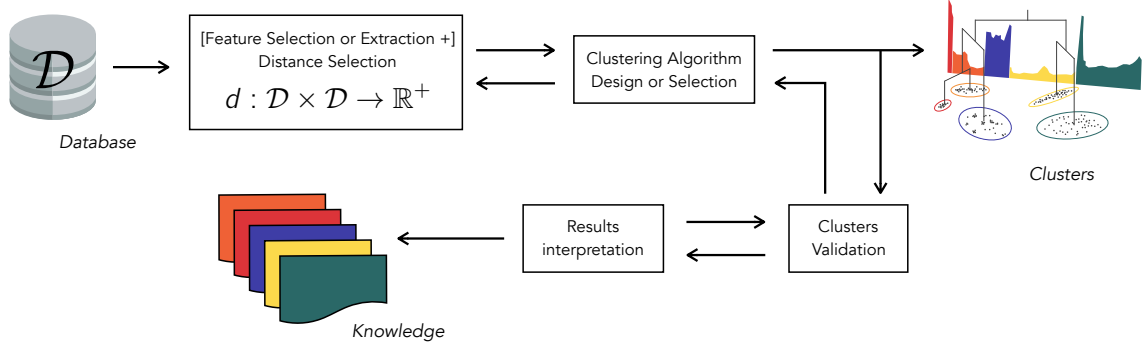 𝒟
Database
[Feature Selection or Extraction +]
Distance Selection
d : 𝒟 × 𝒟 → ℝ⁺
Clustering Algorithm
Design or Selection
Clusters
Knowledge
Results
interpretation
Clusters
Validation